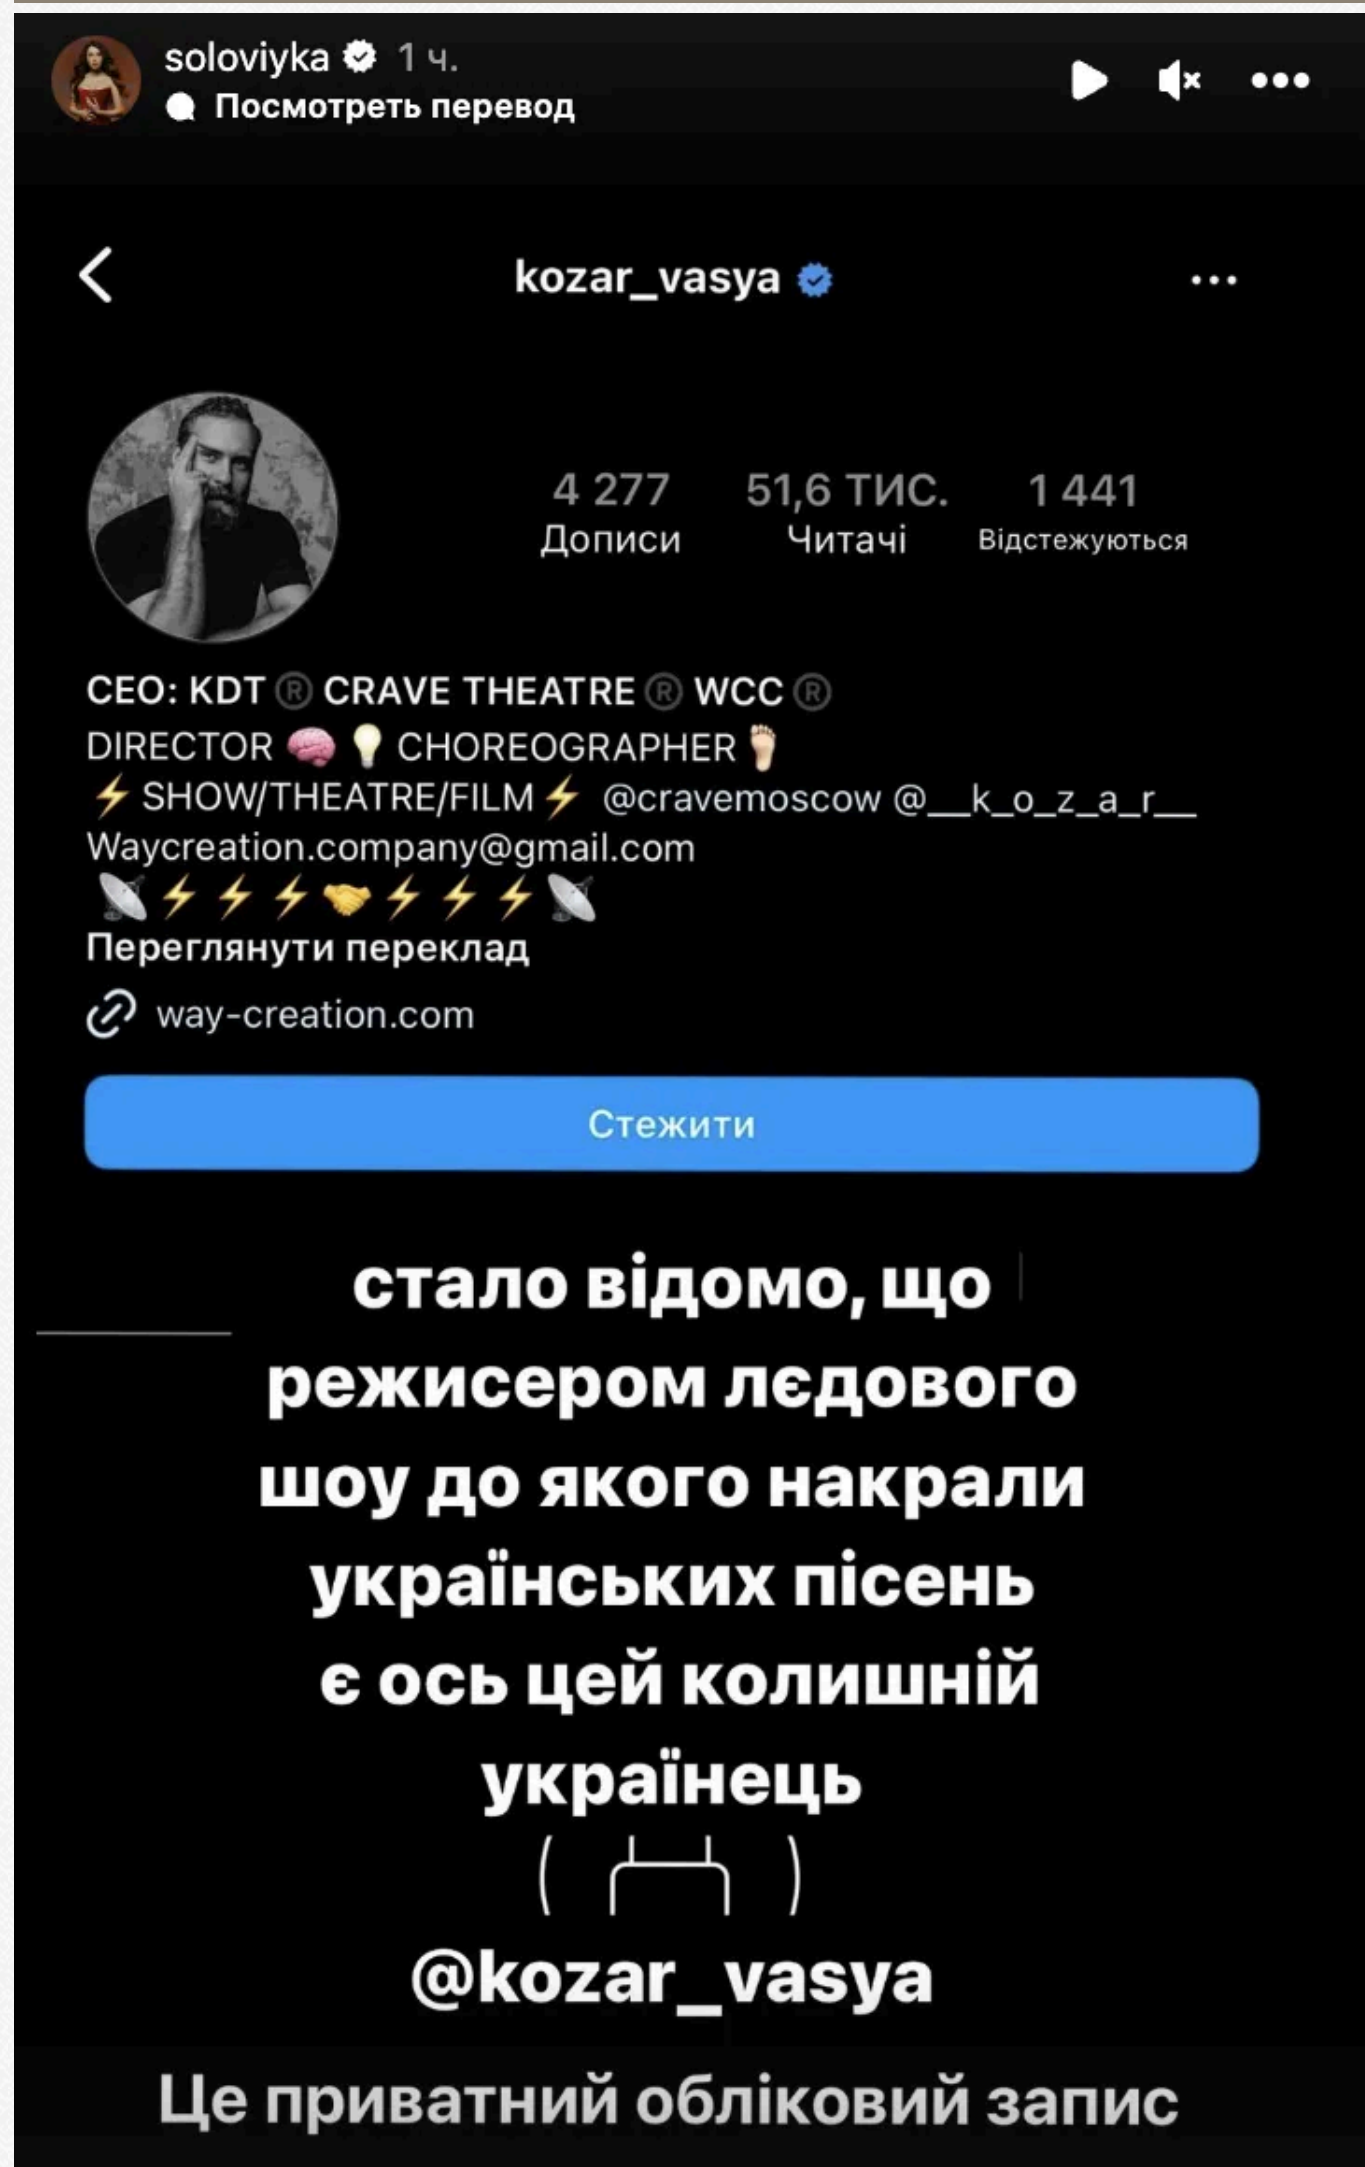 soloviyka 1 ч.
Посмотреть перевод
kozar_vasya
4 277 51,6 ТИС. 1 441
Дописи Читачі Відстежуються
CEO: KDT ® CRAVE THEATRE ® WCC ®
DIRECTOR 🧠 💡 CHOREOGRAPHER 🦶🏻
⚡ SHOW/THEATRE/FILM ⚡ @cravemoscow @__k_o_z_a_r__
Waycreation.company@gmail.com
📡⚡⚡⚡🤝⚡⚡⚡📡
Переглянути переклад
way-creation.com
Стежити
стало відомо, що
режисером лєдового
шоу до якого накрали
українських пісень
є ось цей колишній
українець
@kozar_vasya
Це приватний обліковий запис